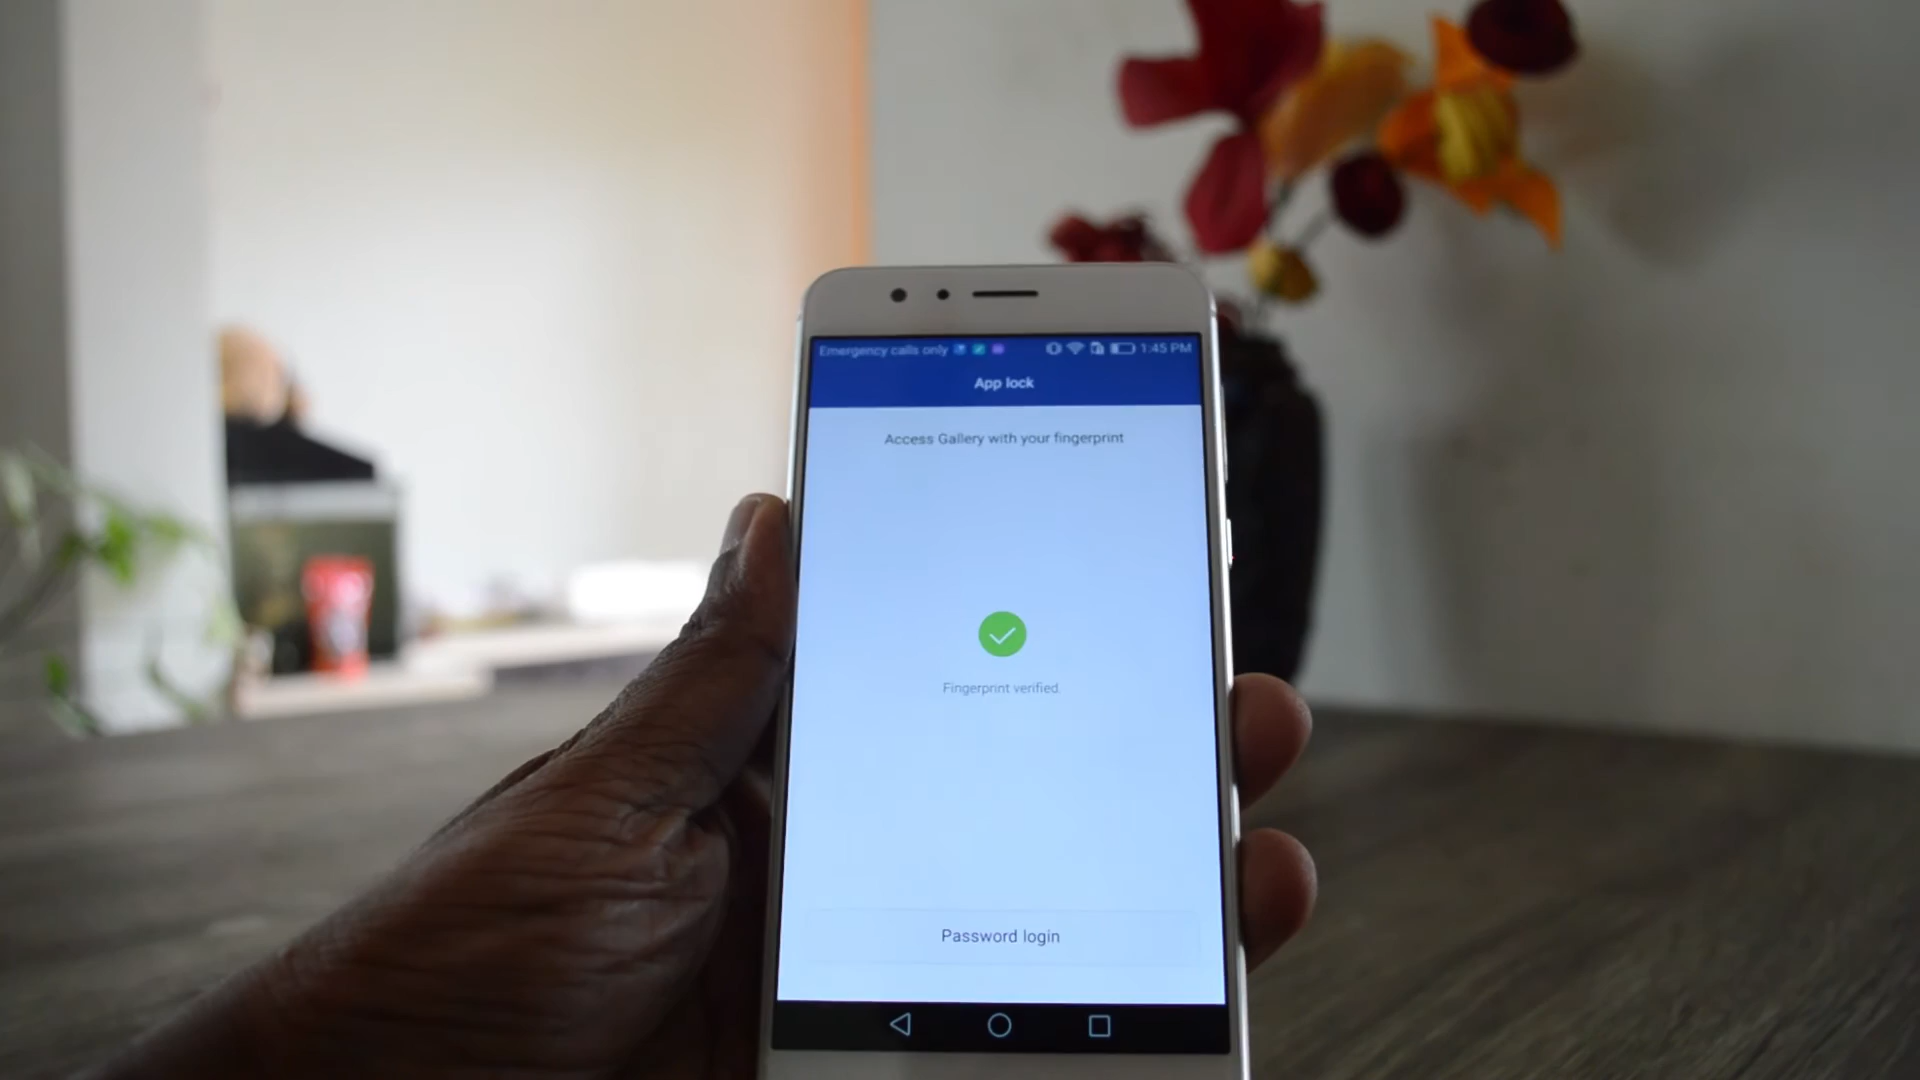 Emergency calls only 1:45 PM
App lock
Access Gallery with your fingerprint
Fingerprint verified.
Password login